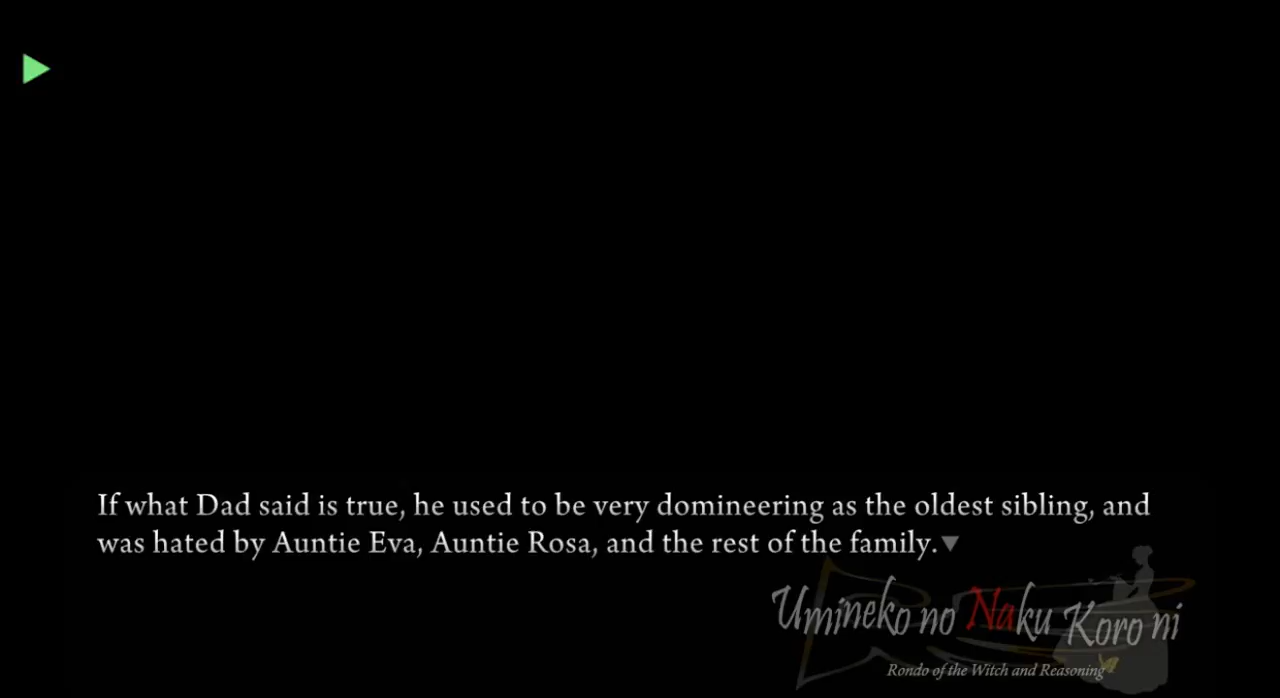 If what Dad said is true, he used to be very domineering as the oldest sibling, and
was hated by Auntie Eva, Auntie Rosa, and the rest of the family.
Umineko no Naku Koro ni
Rondo of the Witch and Reasoning